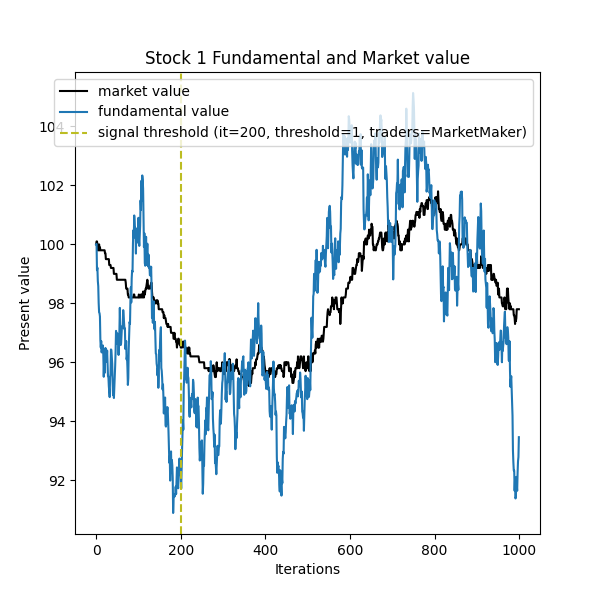 Stock 1 Fundamental and Market value
market value
fundamental value
signal threshold (it=200, threshold=1, traders=MarketMaker)
104
102
100
98
96
94
92
Present value
0 200 400 600 800 1000
Iterations